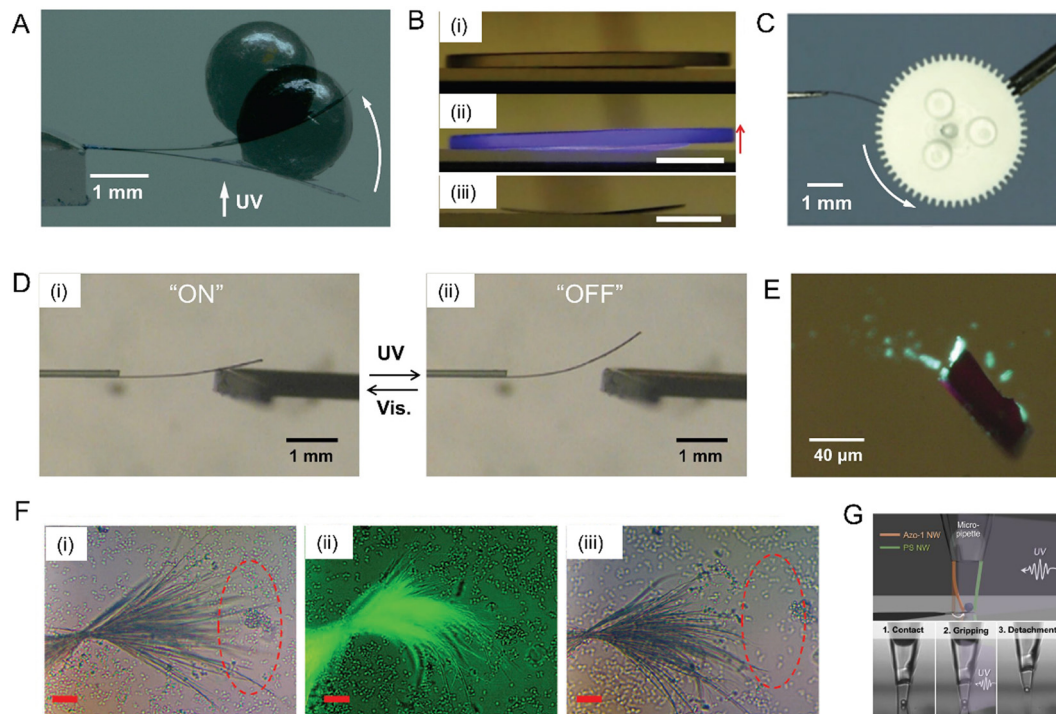 A
1 mm
UV
B
(i)
(ii)
(iii)
C
1 mm
D
(i)
"ON"
1 mm
UV
Vis.
(ii)
"OFF"
1 mm
E
40 µm
F
(i)
(ii)
(iii)
G
Azo-1 NW
PS NW
Micro-
pipette
UV
1. Contact
2. Gripping
UV
3. Detachment